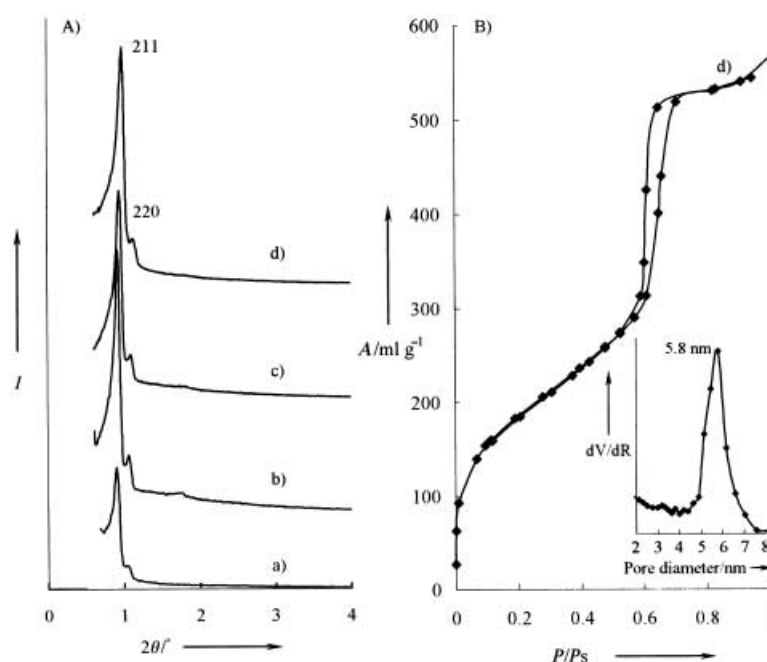 A)
211
220
d)
c)
b)
a)
I
0
1
2
3
4
2θ/°
B)
d)
600
500
400
300
200
100
0
A/ml g⁻¹
0
0.2
0.4
0.6
0.8
P/Ps
5.8 nm
dV/dR
2 3 4 5 6 7 8
Pore diameter/nm